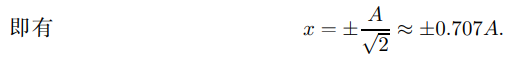 即有 x = ±A/√2 ≈ ±0.707A.